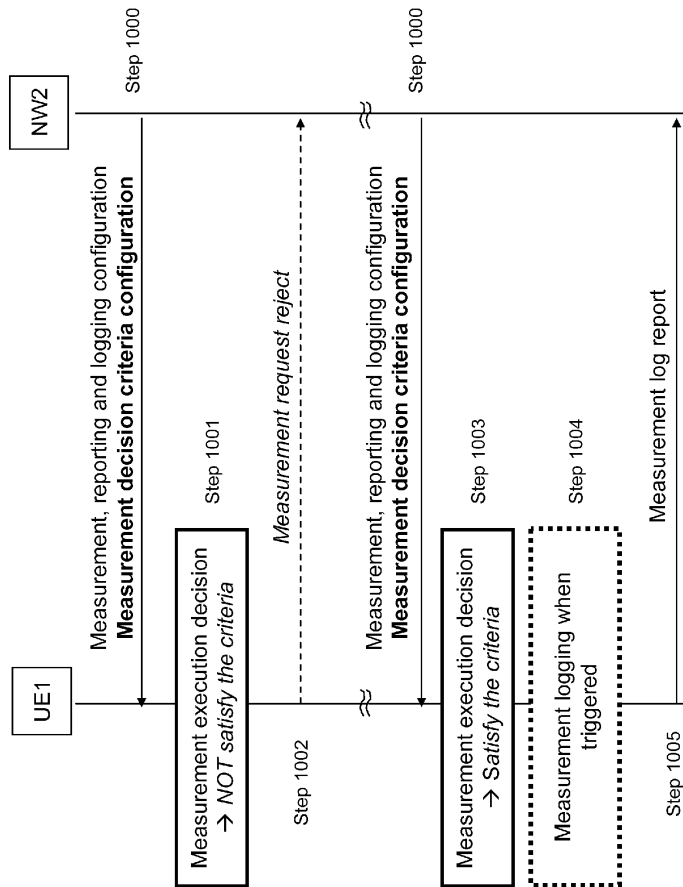 UE1
NW2
Measurement, reporting and logging configuration
Measurement decision criteria configuration
Step 1000
Measurement execution decision
→ NOT satisfy the criteria
Step 1001
Step 1002
Measurement request reject
Measurement, reporting and logging configuration
Measurement decision criteria configuration
Step 1000
Measurement execution decision
→ Satisfy the criteria
Step 1003
Measurement logging when
triggered
Step 1004
Step 1005
Measurement log report